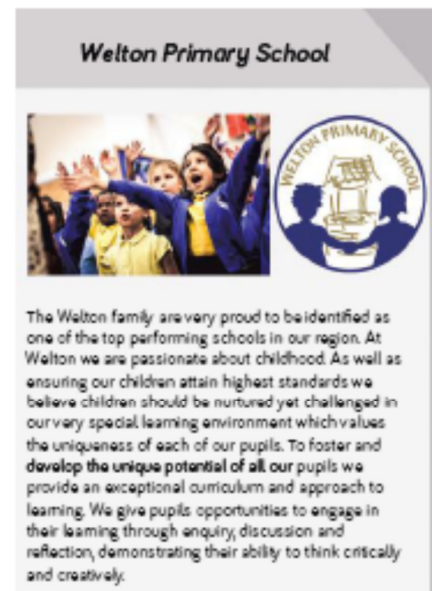 Welton Primary School
WELTON PRIMARY SCHOOL
The Welton family are very proud to be identified as
one of the top performing schools in our region. At
Welton we are passionate about childhood. As well as
ensuring our children attain highest standards we
believe children should be nurtured yet challenged in
our very special learning environment which values
the uniqueness of each of our pupils. To foster and
develop the unique potential of all our pupils we
provide an exceptional curriculum and approach to
learning. We give pupils opportunities to engage in
their learning through enquiry, discussion and
reflection, demonstrating their ability to think critically
and creatively.